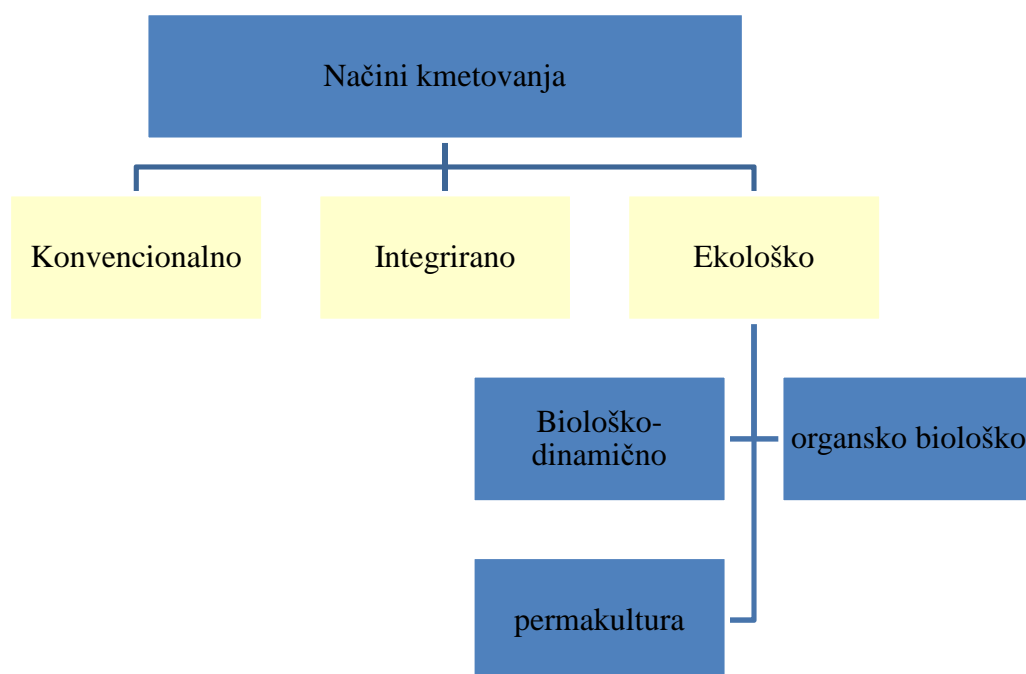 Načini kmetovanja
Konvencionalno
Integrirano
Ekološko
Biološko-
dinamično
organsko biološko
permakultura